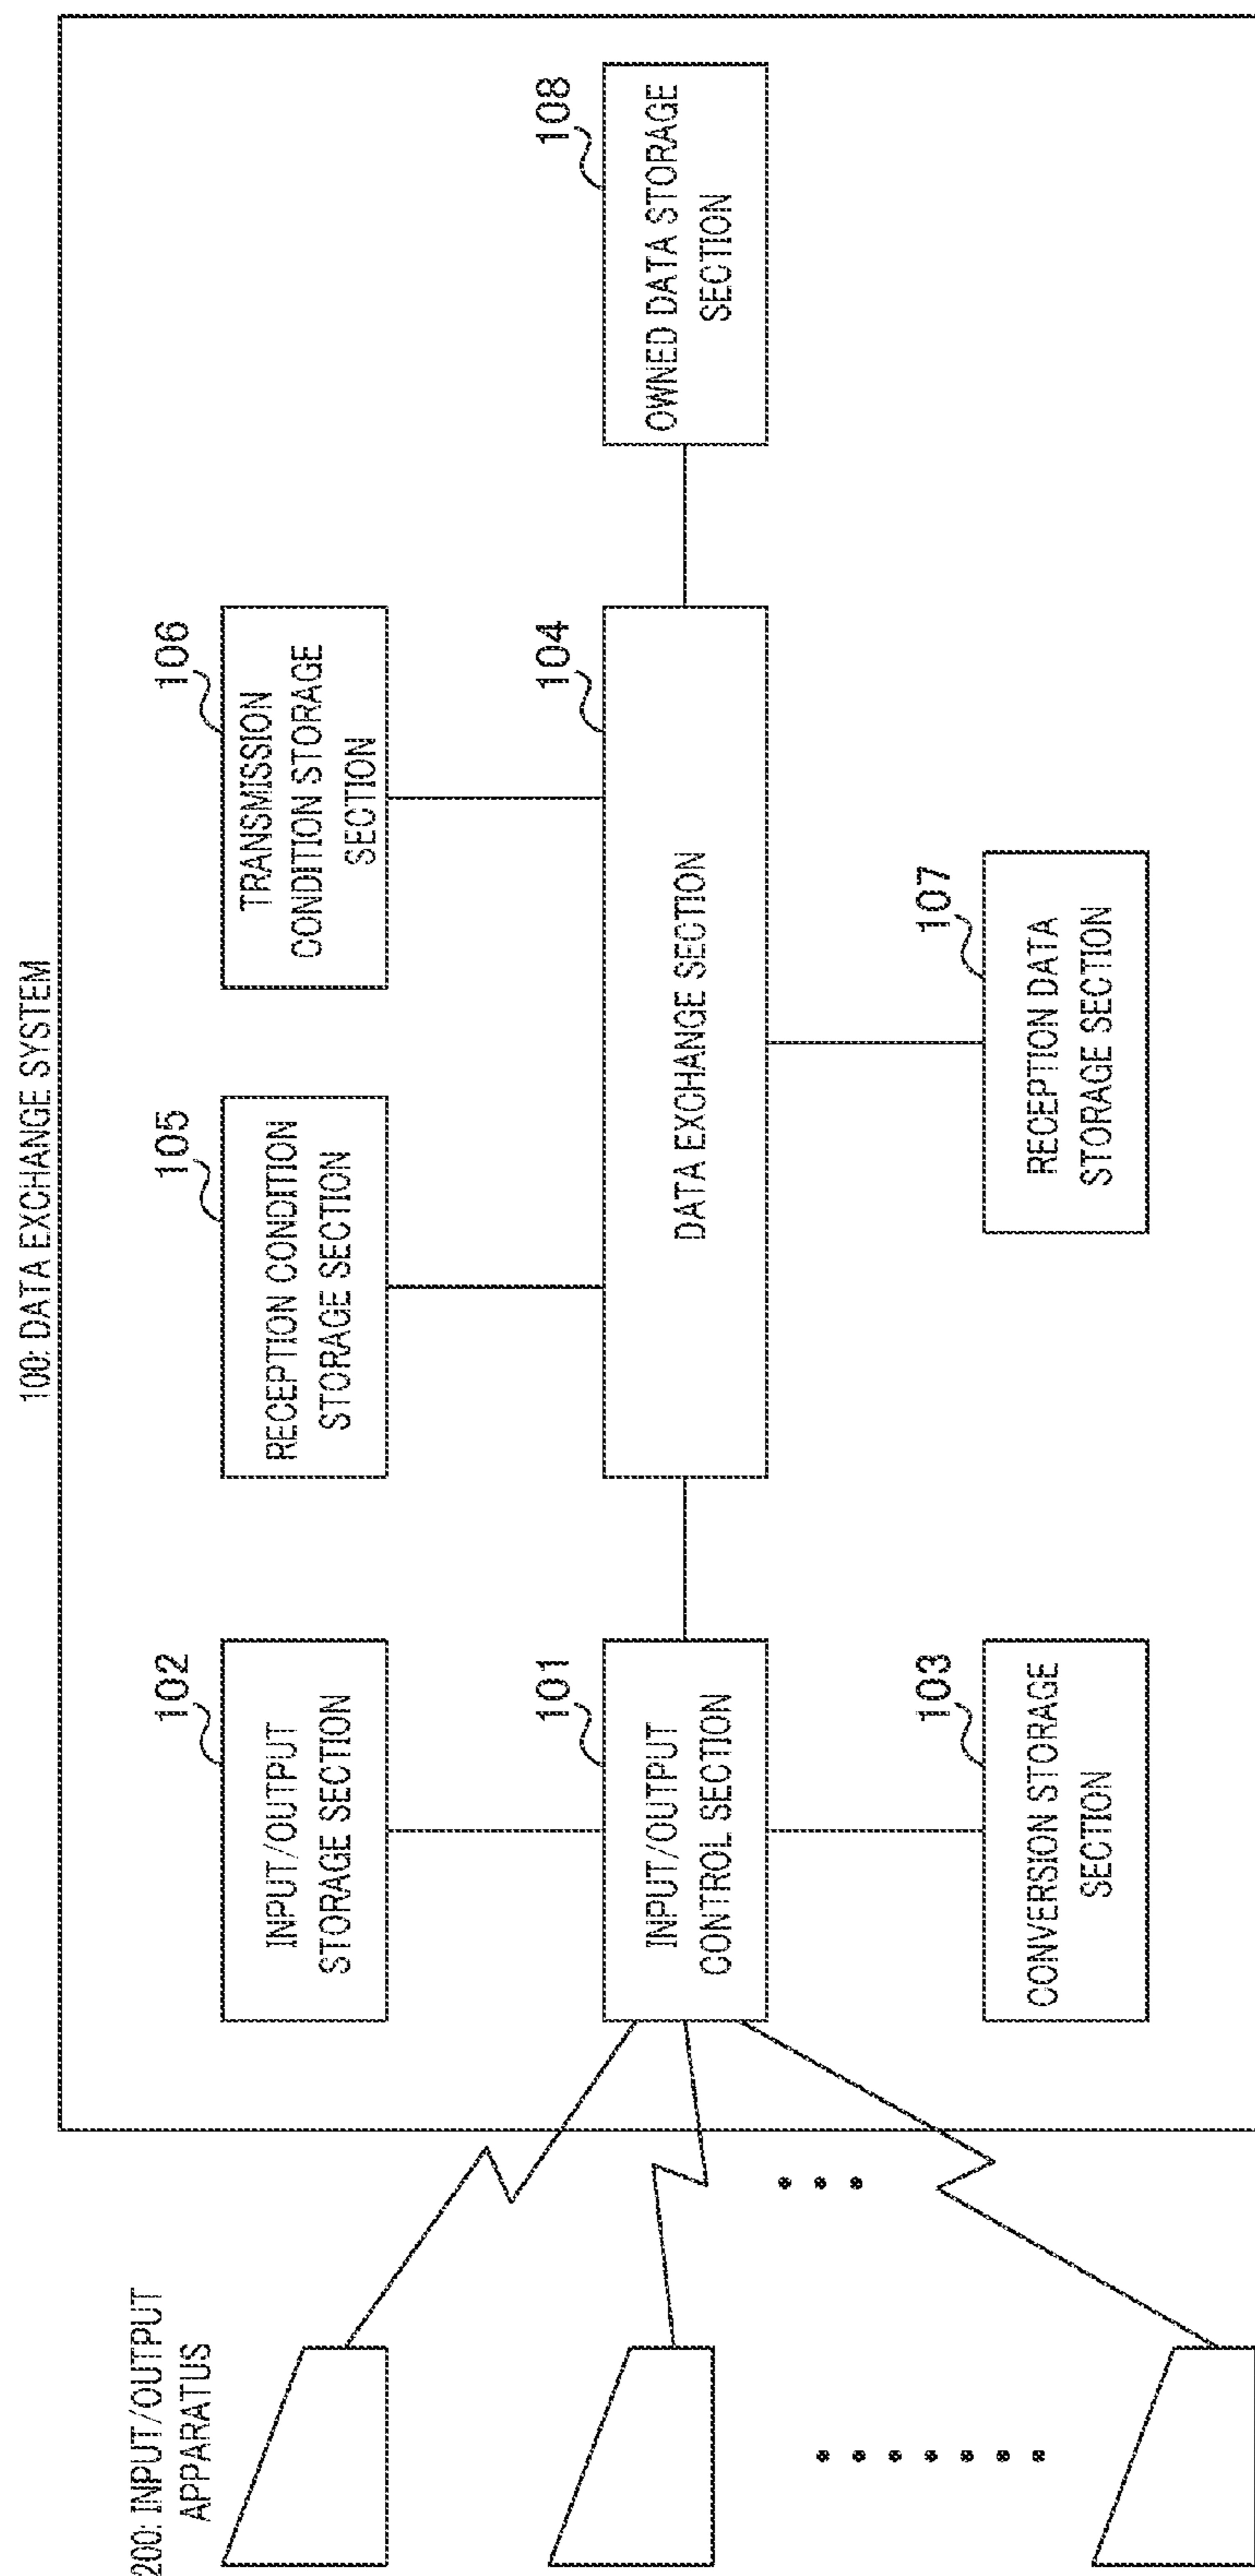 100: DATA EXCHANGE SYSTEM
200: INPUT/OUTPUT
APPARATUS
102
INPUT/OUTPUT
STORAGE SECTION
105
RECEPTION CONDITION
STORAGE SECTION
106
TRANSMISSION
CONDITION STORAGE
SECTION
101
INPUT/OUTPUT
CONTROL SECTION
104
DATA EXCHANGE SECTION
108
OWNED DATA STORAGE
SECTION
103
CONVERSION STORAGE
SECTION
107
RECEPTION DATA
STORAGE SECTION